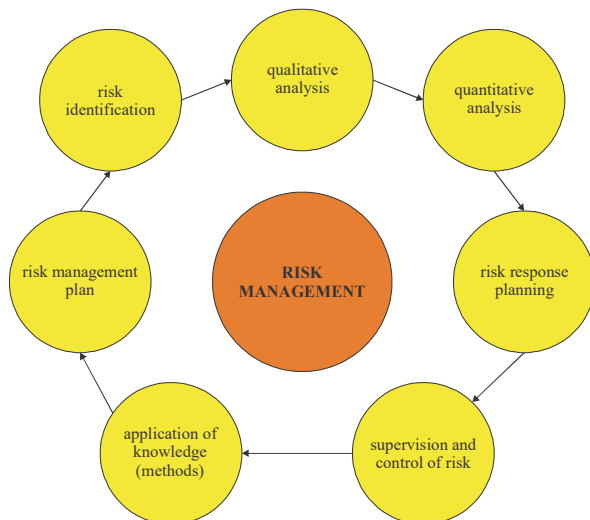 risk
identification
qualitative
analysis
quantitative
analysis
risk management
plan
RISK
MANAGEMENT
risk response
planning
application of
knowledge
(methods)
supervision and
control of risk